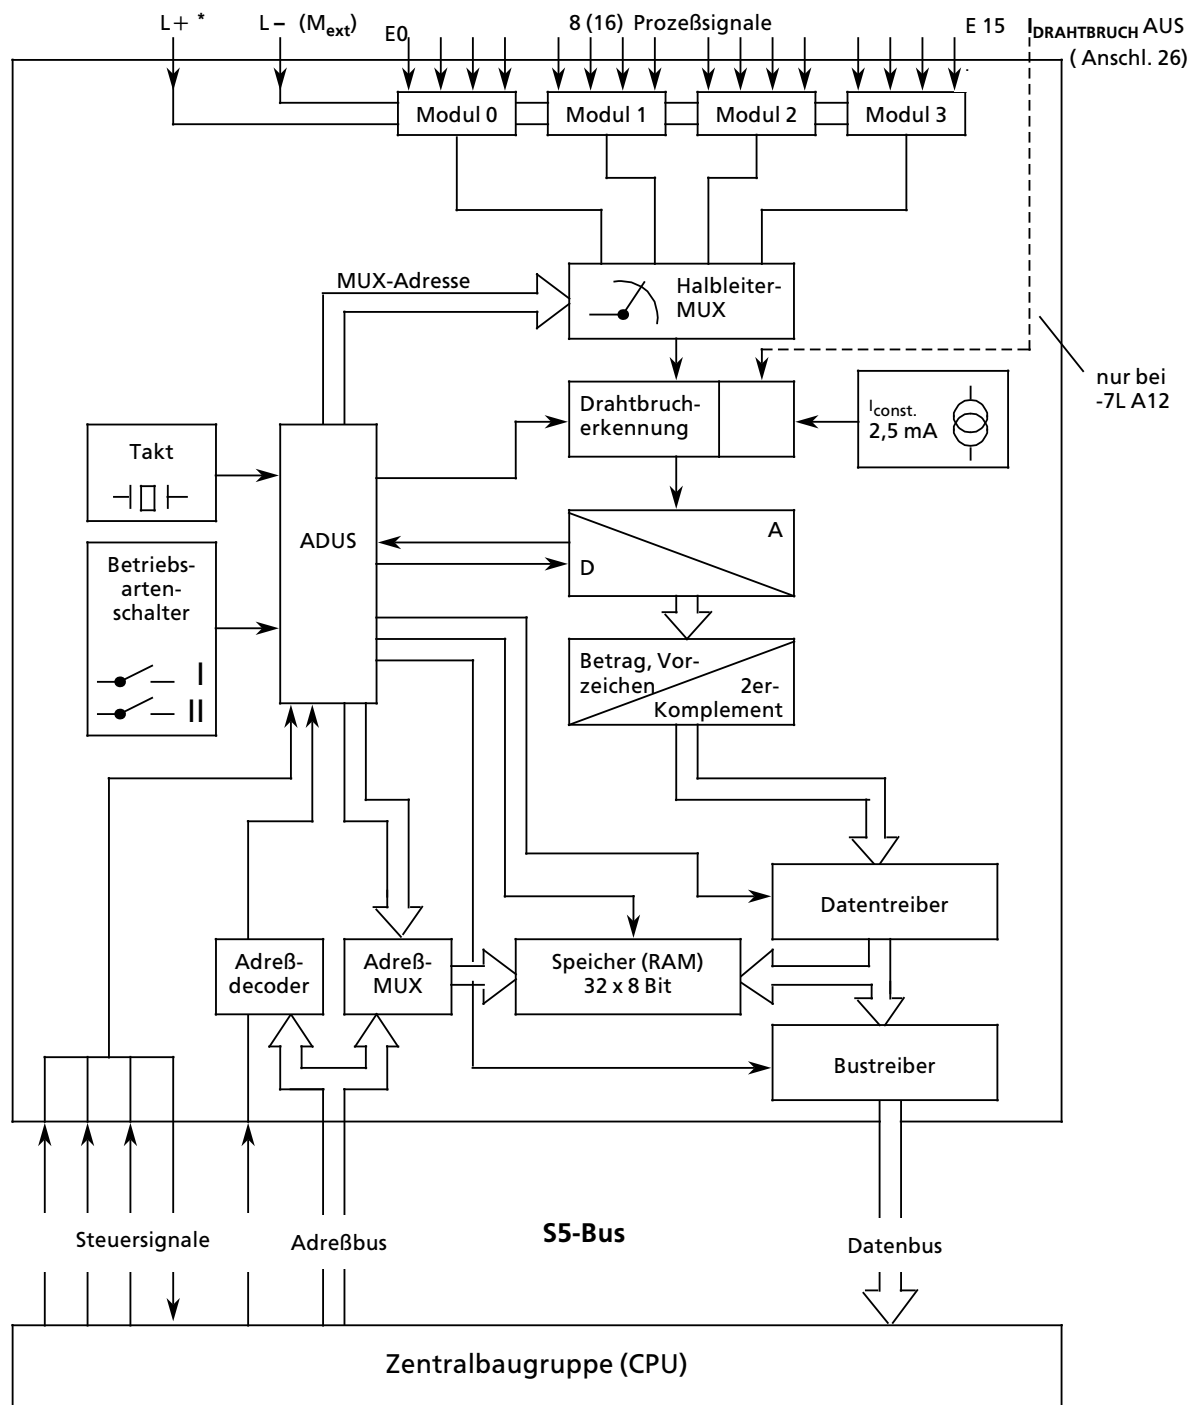 L+ *
L – (Mext)
E0
8 (16) Prozeßsignale
E 15
IDRAHTBRUCH AUS
( Anschl. 26)
Modul 0
Modul 1
Modul 2
Modul 3
MUX-Adresse
Halbleiter-
MUX
nur bei
-7L A12
Drahtbruch-
erkennung
Iconst.
2,5 mA
Takt
ADUS
A
D
Betriebs-
arten-
schalter
I
II
Betrag, Vor-
zeichen
2er-
Komplement
Datentreiber
Adreß-
decoder
Adreß-
MUX
Speicher (RAM)
32 x 8 Bit
Bustreiber
Steuersignale
Adreßbus
S5-Bus
Datenbus
Zentralbaugruppe (CPU)